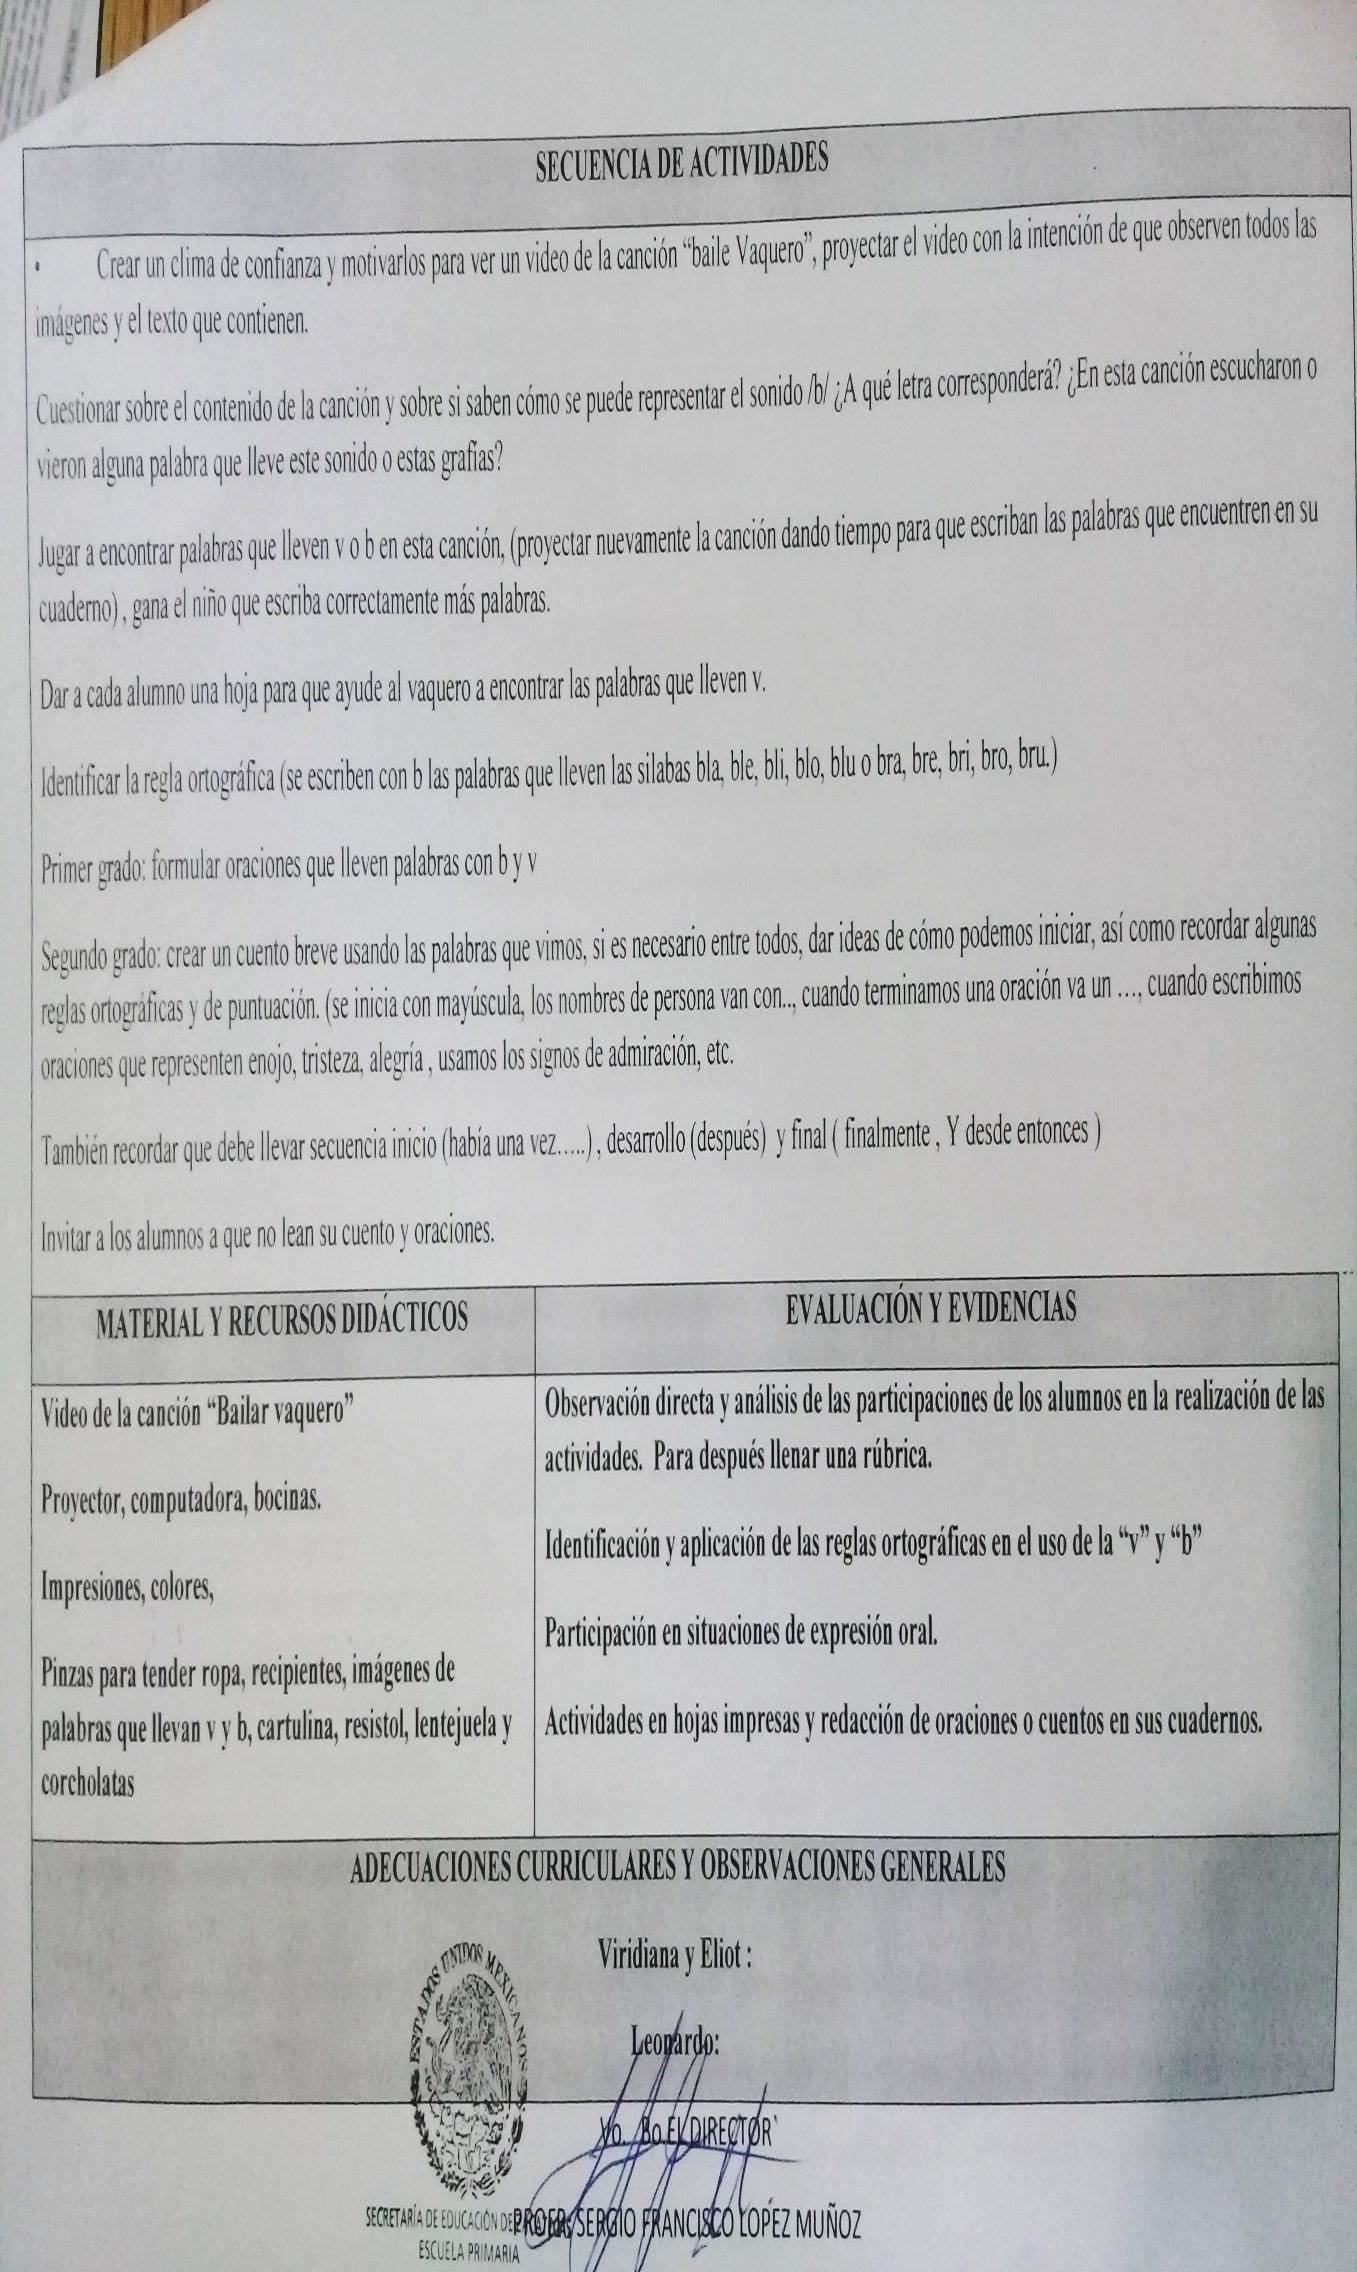 SECUENCIA DE ACTIVIDADES
• Crear un clima de confianza y motivarlos para ver un video de la canción “baile Vaquero”, proyectar el video con la intención de que observen todos las
imágenes y el texto que contienen.
Cuestionar sobre el contenido de la canción y sobre si saben cómo se puede representar el sonido /b/ ¿A qué letra corresponderá? ¿En esta canción escucharon o
vieron alguna palabra que lleve este sonido o estas grafías?
Jugar a encontrar palabras que lleven v o b en esta canción, (proyectar nuevamente la canción dando tiempo para que escriban las palabras que encuentren en su
cuaderno) , gana el niño que escriba correctamente más palabras.
Dar a cada alumno una hoja para que ayude al vaquero a encontrar las palabras que lleven v.
Identificar la regla ortográfica (se escriben con b las palabras que lleven las silabas bla, ble, bli, blo, blu o bra, bre, bri, bro, bru.)
Primer grado: formular oraciones que lleven palabras con b y v
Segundo grado: crear un cuento breve usando las palabras que vimos, si es necesario entre todos, dar ideas de cómo podemos iniciar, así como recordar algunas
reglas ortográficas y de puntuación. (se inicia con mayúscula, los nombres de persona van con.., cuando terminamos una oración va un …, cuando escribimos
oraciones que representen enojo, tristeza, alegría , usamos los signos de admiración, etc.
También recordar que debe llevar secuencia inicio (había una vez…..) , desarrollo (después) y final ( finalmente , Y desde entonces )
Invitar a los alumnos a que no lean su cuento y oraciones.
MATERIAL Y RECURSOS DIDÁCTICOS
Video de la canción “Bailar vaquero”
Proyector, computadora, bocinas.
Impresiones, colores,
Pinzas para tender ropa, recipientes, imágenes de
palabras que llevan v y b, cartulina, resistol, lentejuela y
corcholatas
EVALUACIÓN Y EVIDENCIAS
Observación directa y análisis de las participaciones de los alumnos en la realización de las
actividades. Para después llenar una rúbrica.
Identificación y aplicación de las reglas ortográficas en el uso de la “v” y “b”
Participación en situaciones de expresión oral.
Actividades en hojas impresas y redacción de oraciones o cuentos en sus cuadernos.
ADECUACIONES CURRICULARES Y OBSERVACIONES GENERALES
Viridiana y Eliot :
Leonardo:
ESTADOS UNIDOS MEXICANOS
Vo. Bo EL DIRECTOR
PROFR. SERGIO FRANCISCO LOPEZ MUÑOZ
SECRETARÍA DE EDUCACIÓN DE
ESCUELA PRIMARIA